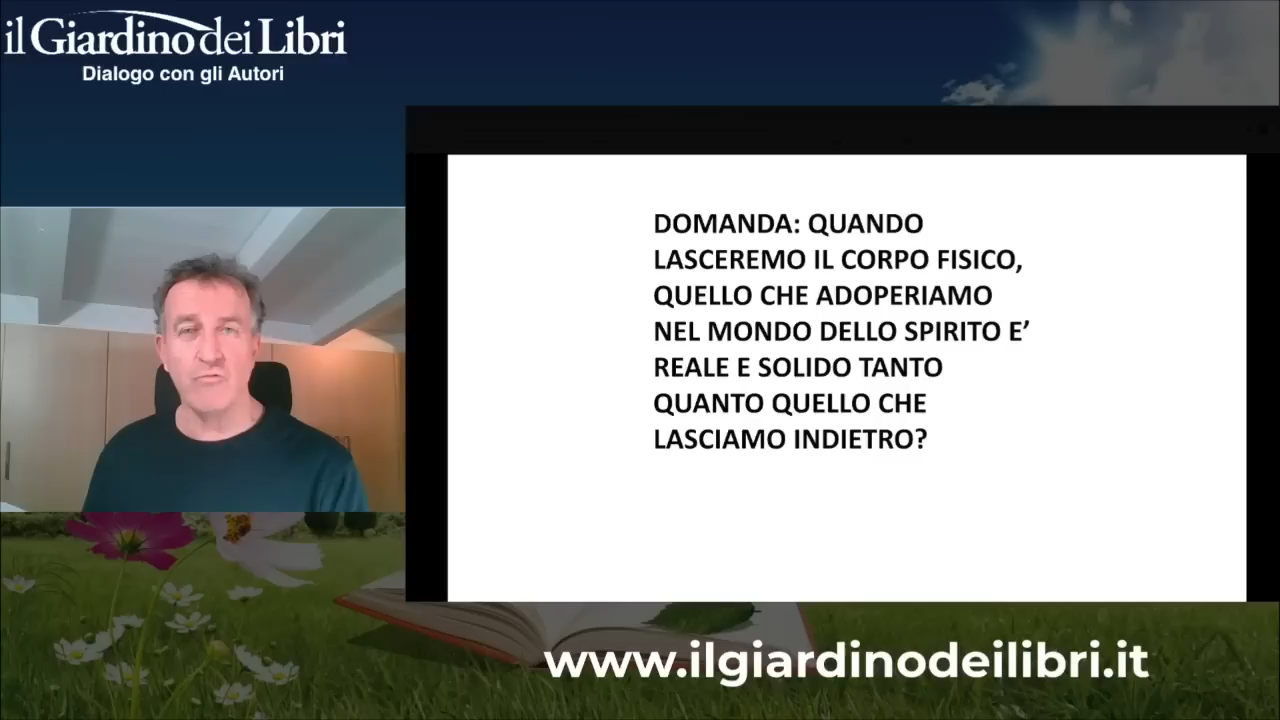 il Giardino dei Libri
Dialogo con gli Autori
DOMANDA: QUANDO
LASCEREMO IL CORPO FISICO,
QUELLO CHE ADOPERIAMO
NEL MONDO DELLO SPIRITO E’
REALE E SOLIDO TANTO
QUANTO QUELLO CHE
LASCIAMO INDIETRO?
www.ilgiardinodeilibri.it